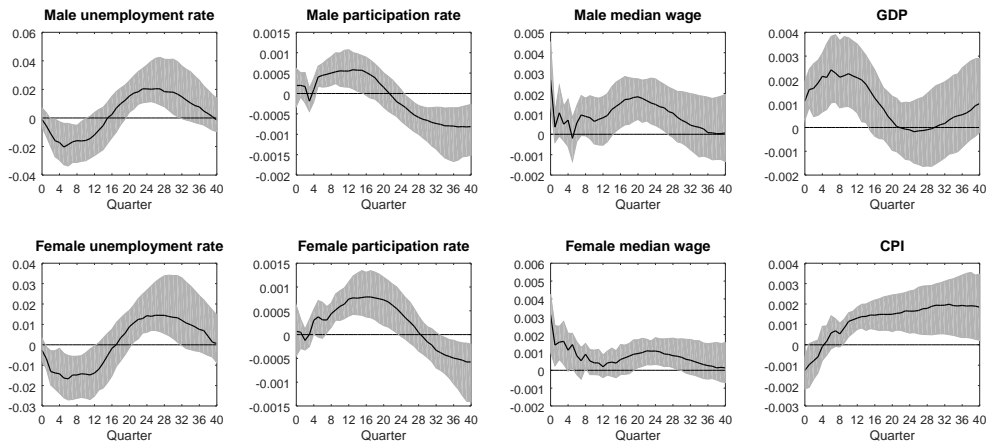 Male unemployment rate
0.06
0.04
0.02
0
-0.02
-0.04
0 4 8 12 16 20 24 28 32 36 40
Quarter
Male participation rate
0.0015
0.001
0.0005
0
-0.0005
-0.001
-0.0015
-0.002
0 4 8 12 16 20 24 28 32 36 40
Quarter
Male median wage
0.005
0.004
0.003
0.002
0.001
0
-0.001
-0.002
0 4 8 12 16 20 24 28 32 36 40
Quarter
GDP
0.004
0.003
0.002
0.001
0
-0.001
-0.002
0 4 8 12 16 20 24 28 32 36 40
Quarter
Female unemployment rate
0.04
0.03
0.02
0.01
0
-0.01
-0.02
-0.03
0 4 8 12 16 20 24 28 32 36 40
Quarter
Female participation rate
0.0015
0.001
0.0005
0
-0.0005
-0.001
-0.0015
0 4 8 12 16 20 24 28 32 36 40
Quarter
Female median wage
0.006
0.005
0.004
0.003
0.002
0.001
0
-0.001
-0.002
0 4 8 12 16 20 24 28 32 36 40
Quarter
CPI
0.004
0.003
0.002
0.001
0
-0.001
-0.002
-0.003
0 4 8 12 16 20 24 28 32 36 40
Quarter